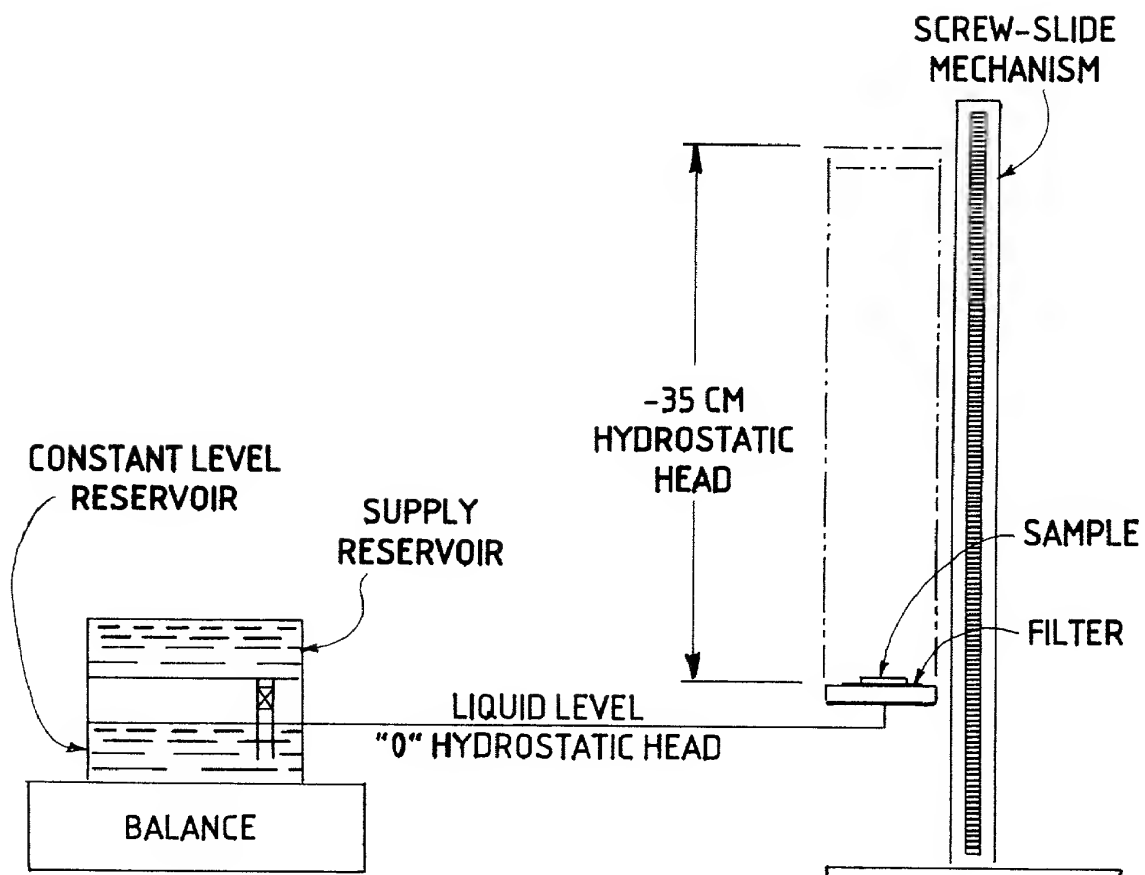 SCREW-SLIDE
MECHANISM
-35 CM
HYDROSTATIC
HEAD
CONSTANT LEVEL
RESERVOIR
SUPPLY
RESERVOIR
SAMPLE
FILTER
LIQUID LEVEL
"0" HYDROSTATIC HEAD
BALANCE